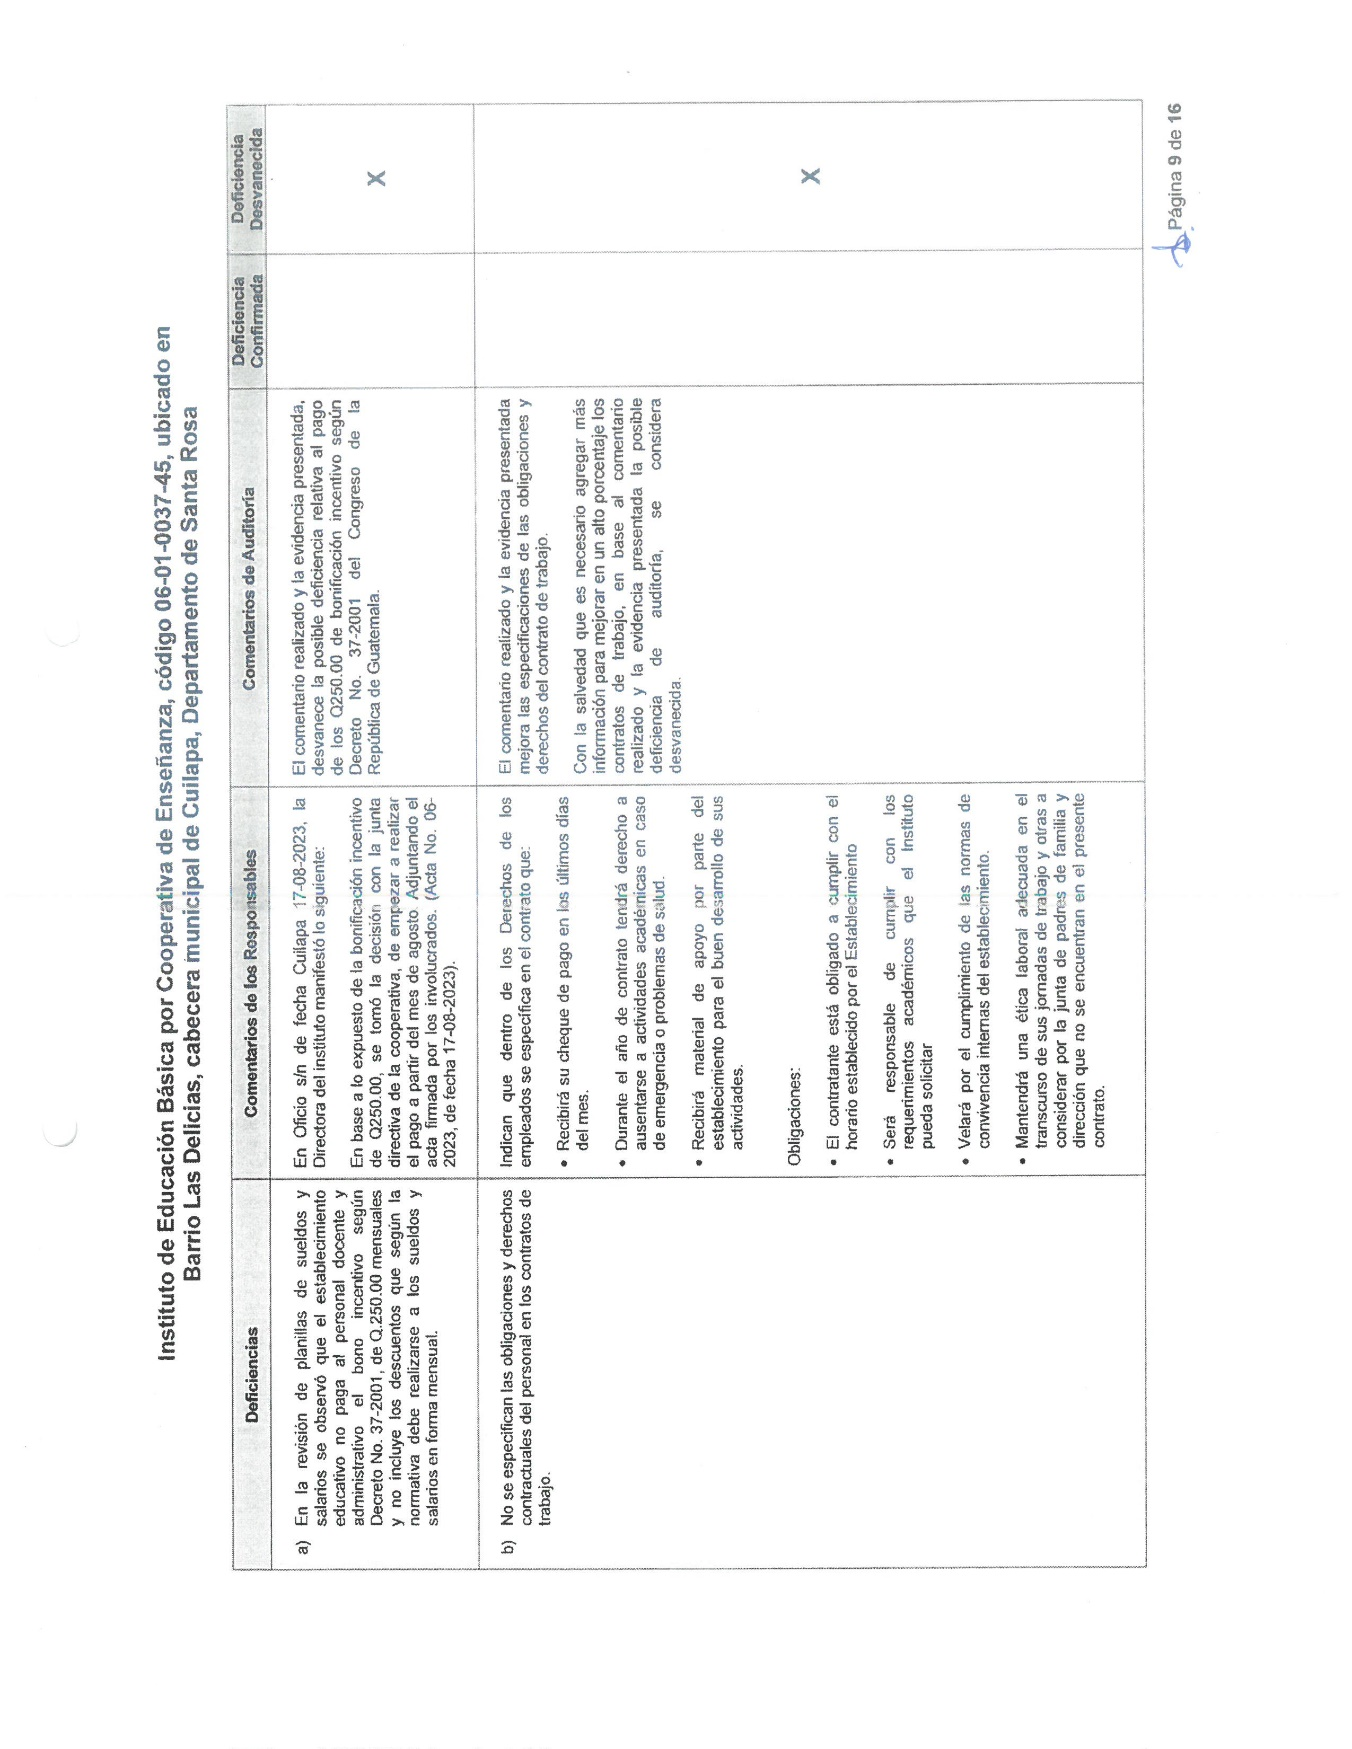 Instituto de Educación Básica por Cooperativa de Enseñanza, código 06-01-0037-45, ubicado en
Barrio Las Delicias, cabecera municipal de Cuilapa, Departamento de Santa Rosa
Deficiencias
Comentarios de los Responsables
Comentarios de Auditoría
Deficiencia
Confirmada
Deficiencia
Desvanecida
a) En la revisión de planillas de sueldos y
salarios se observó que el establecimiento
educativo no paga al personal docente y
administrativo el bono incentivo según
Decreto No. 37-2001, de Q.250.00 mensuales
y no incluye los descuentos que según la
normativa debe realizarse a los sueldos y
salarios en forma mensual.
En Oficio s/n de fecha Cuilapa 17-08-2023, la
Directora del instituto manifestó lo siguiente:
En base a lo expuesto de la bonificación incentivo
de Q250.00, se tomó la decisión con la junta
directiva de la cooperativa, de empezar a realizar
el pago a partir del mes de agosto. Adjuntando el
acta firmada por los involucrados. (Acta No. 06-
2023, de fecha 17-08-2023).
El comentario realizado y la evidencia presentada,
desvanece la posible deficiencia relativa al pago
de los Q250.00 de bonificación incentivo según
Decreto No. 37-2001 del Congreso de la
República de Guatemala.
X
b) No se especifican las obligaciones y derechos
contractuales del personal en los contratos de
trabajo.
Indican que dentro de los Derechos de los
empleados se especifica en el contrato que:
• Recibirá su cheque de pago en los últimos días
del mes.
• Durante el año de contrato tendrá derecho a
ausentarse a actividades académicas en caso
de emergencia o problemas de salud.
• Recibirá material de apoyo por parte del
establecimiento para el buen desarrollo de sus
actividades.
Obligaciones:
• El contratante está obligado a cumplir con el
horario establecido por el Establecimiento
• Será responsable de cumplir con los
requerimientos académicos que el Instituto
pueda solicitar
• Velará por el cumplimiento de las normas de
convivencia internas del establecimiento.
• Mantendrá una ética laboral adecuada en el
transcurso de sus jornadas de trabajo y otras a
considerar por la junta de padres de familia y
dirección que no se encuentran en el presente
contrato.
El comentario realizado y la evidencia presentada
mejora las especificaciones de las obligaciones y
derechos del contrato de trabajo.
Con la salvedad que es necesario agregar más
información para mejorar en un alto porcentaje los
contratos de trabajo, en base al comentario
realizado y la evidencia presentada la posible
deficiencia de auditoría, se considera
desvanecida.
X
Página 9 de 16